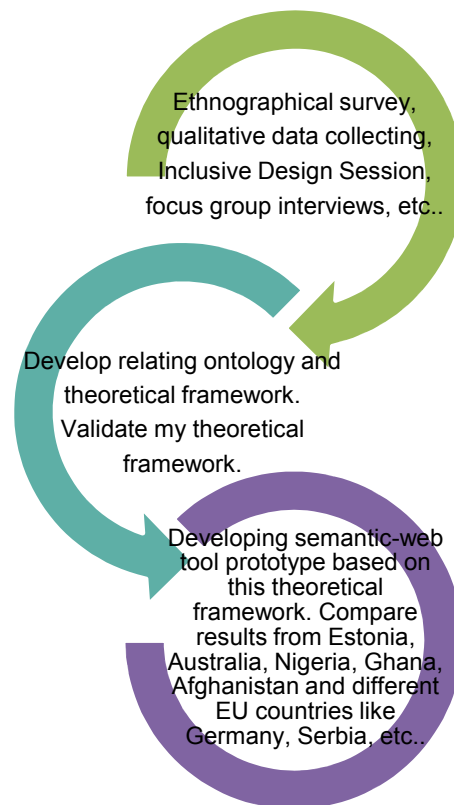 Ethnographical survey,
qualitative data collecting,
Inclusive Design Session,
focus group interviews, etc..
Develop relating ontology and
theoretical framework.
Validate my theoretical
framework.
Developing semantic-web
tool prototype based on
this theoretical
framework. Compare
results from Estonia,
Australia, Nigeria, Ghana,
Afghanistan and different
EU countries like
Germany, Serbia, etc..